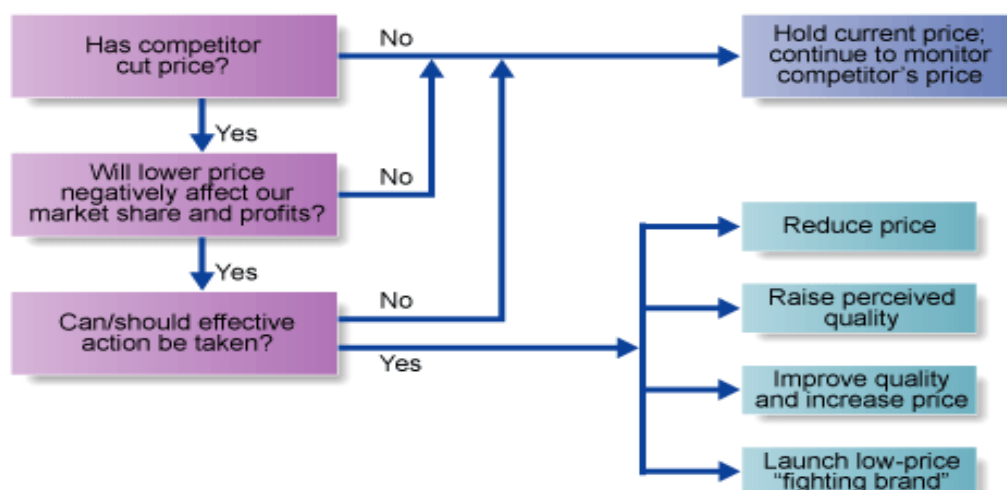 Has competitor
cut price?
No
Hold current price;
continue to monitor
competitor's price
Yes
Will lower price
negatively affect our
market share and profits?
No
Yes
Can/should effective
action be taken?
No
Yes
Reduce price
Raise perceived
quality
Improve quality
and increase price
Launch low-price
"fighting brand"